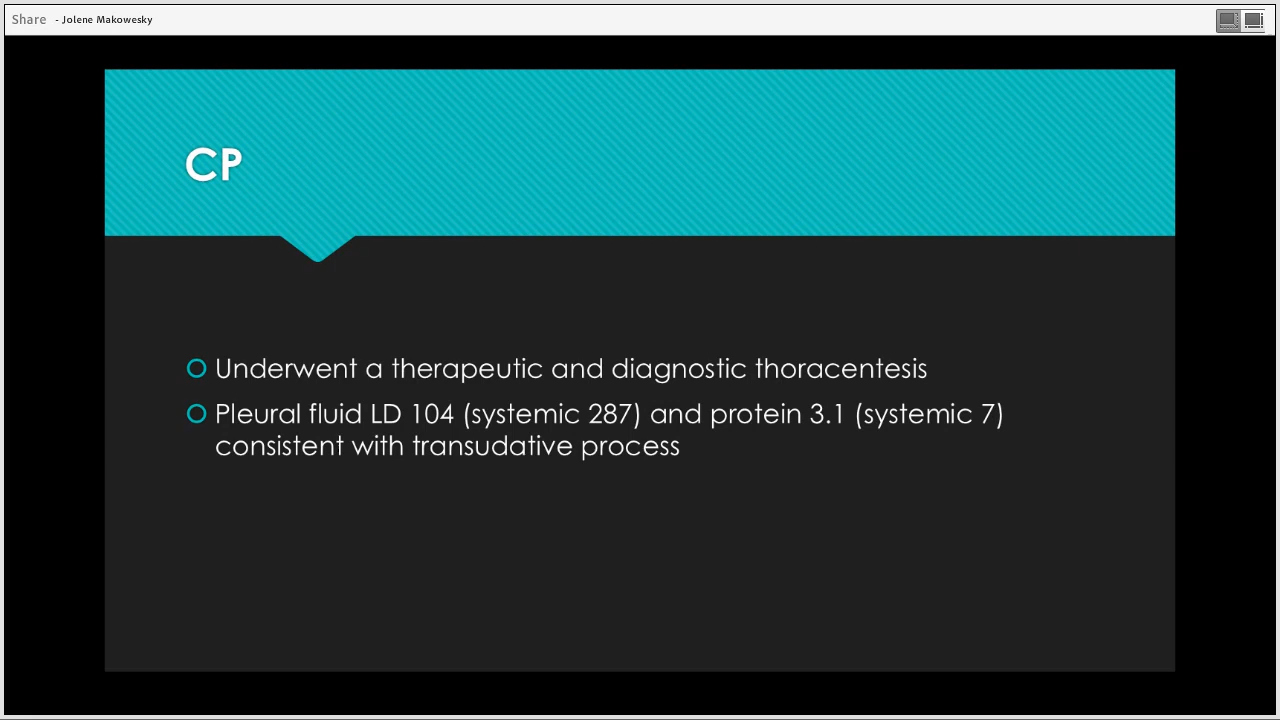 Share - Jolene Makowesky
CP
Underwent a therapeutic and diagnostic thoracentesis
Pleural fluid LD 104 (systemic 287) and protein 3.1 (systemic 7)
consistent with transudative process